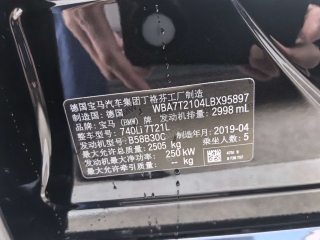 德国宝马汽车集团丁格芬工厂制造
制造国：德国 WBA7T2104LBX95897
品牌：宝马（BMW）牌 发动机排量：2998 mL
整车型号：740Li 7T21L
发动机型号：B58B30C 制造年月：2019-04
最大允许总质量：2505 kg 乘坐人数：5
发动机最大净功率：250 kW
最大允许牵引质量：－ kg